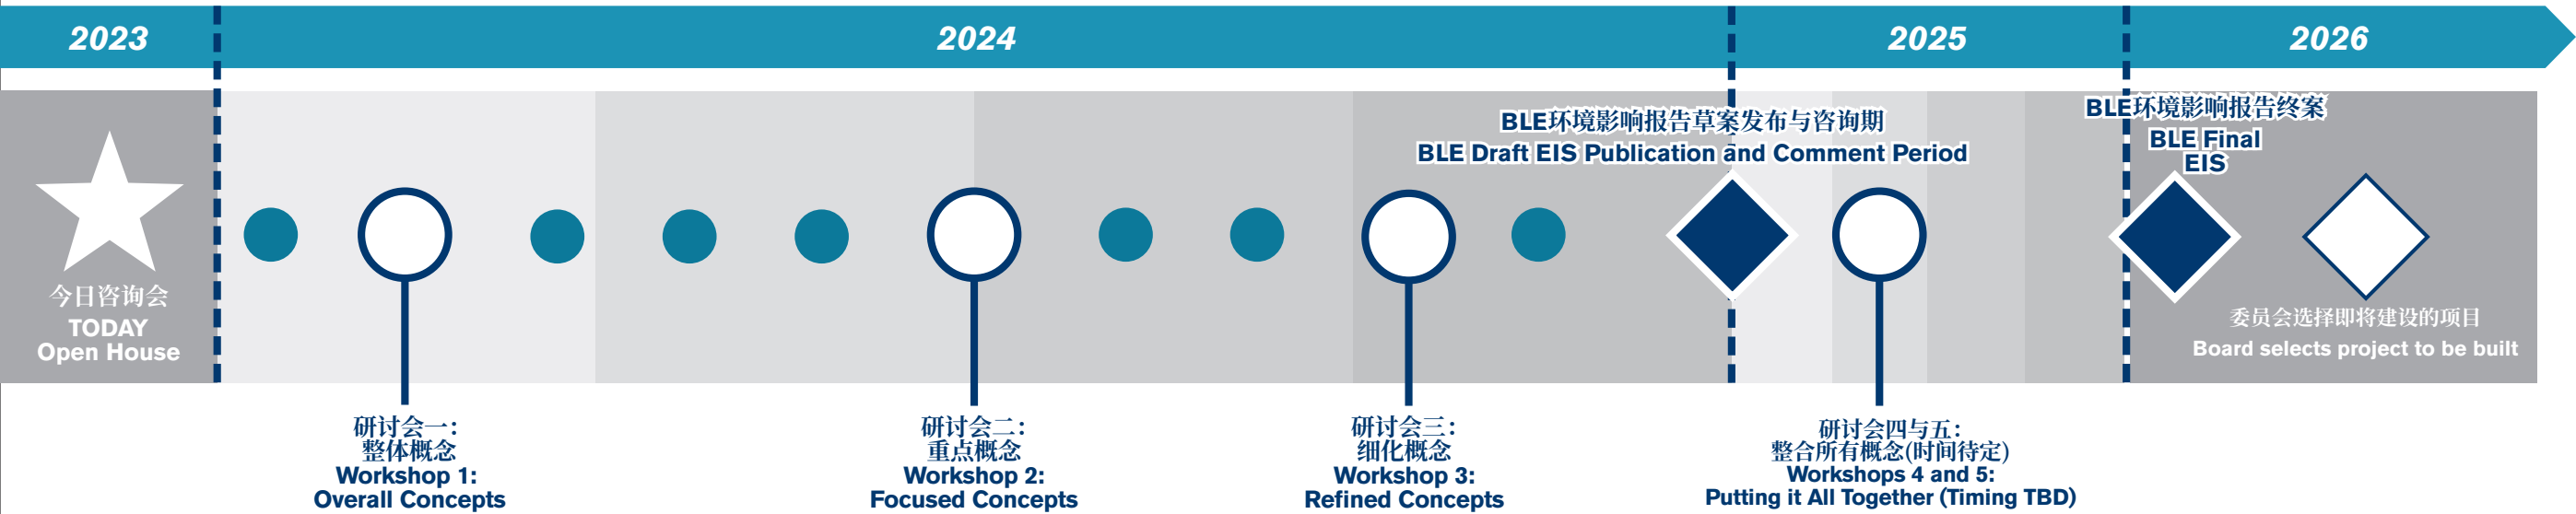 2023
2024
2025
2026
今日咨询会
TODAY
Open House
BLE环境影响报告草案发布与咨询期
BLE Draft EIS Publication and Comment Period
BLE环境影响报告终案
BLE Final
EIS
委员会选择即将建设的项目
Board selects project to be built
研讨会一：
整体概念
Workshop 1:
Overall Concepts
研讨会二：
重点概念
Workshop 2:
Focused Concepts
研讨会三：
细化概念
Workshop 3:
Refined Concepts
研讨会四与五：
整合所有概念(时间待定)
Workshops 4 and 5:
Putting it All Together (Timing TBD)